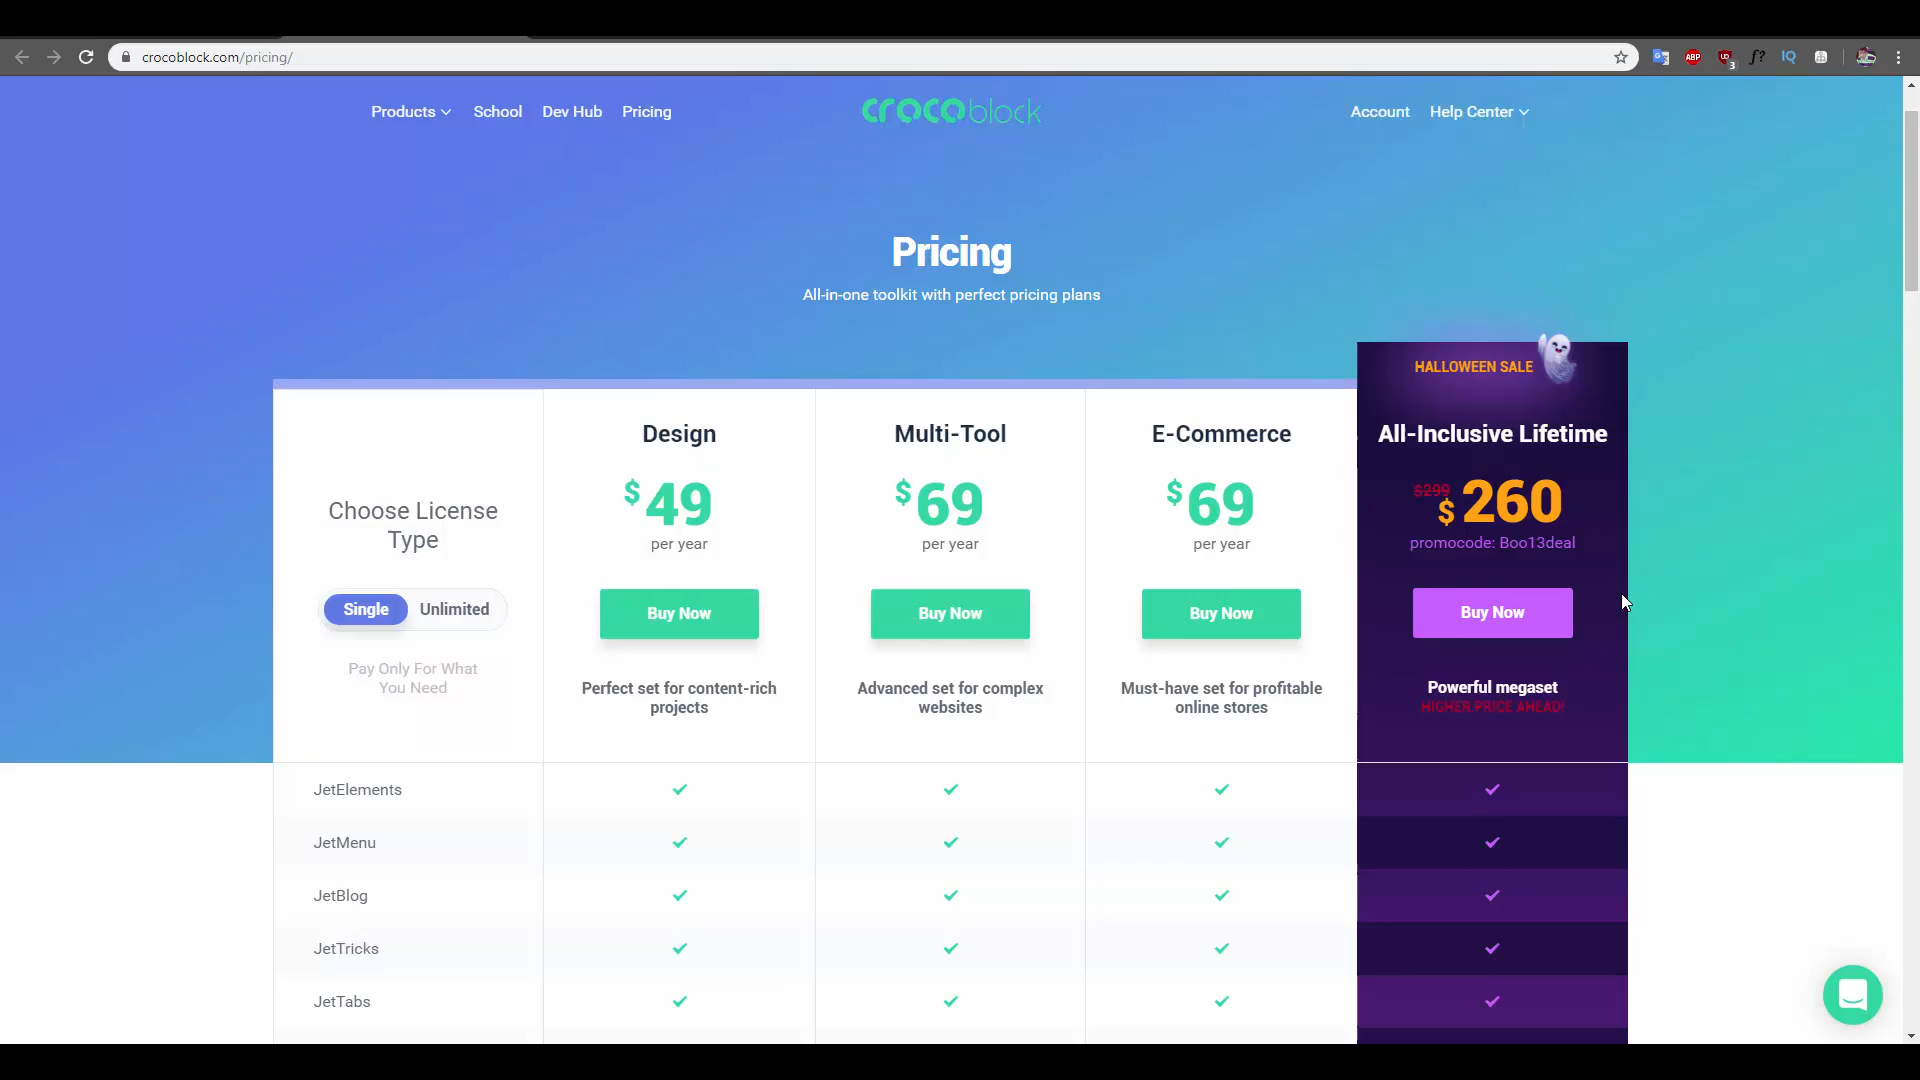 crocoblock.com/pricing/
ABP
3
f?
IQ
Products
School
Dev Hub
Pricing
crocoblock
Account
Help Center
Pricing
All-in-one toolkit with perfect pricing plans
Choose License
Type
Single
Unlimited
Pay Only For What
You Need
Design
$49
per year
Buy Now
Perfect set for content-rich
projects
Multi-Tool
$69
per year
Buy Now
Advanced set for complex
websites
E-Commerce
$69
per year
Buy Now
Must-have set for profitable
online stores
HALLOWEEN SALE
All-Inclusive Lifetime
$299
$260
promocode: Boo13deal
Buy Now
Powerful megaset
HIGHER PRICE AHEAD!
JetElements
JetMenu
JetBlog
JetTricks
JetTabs